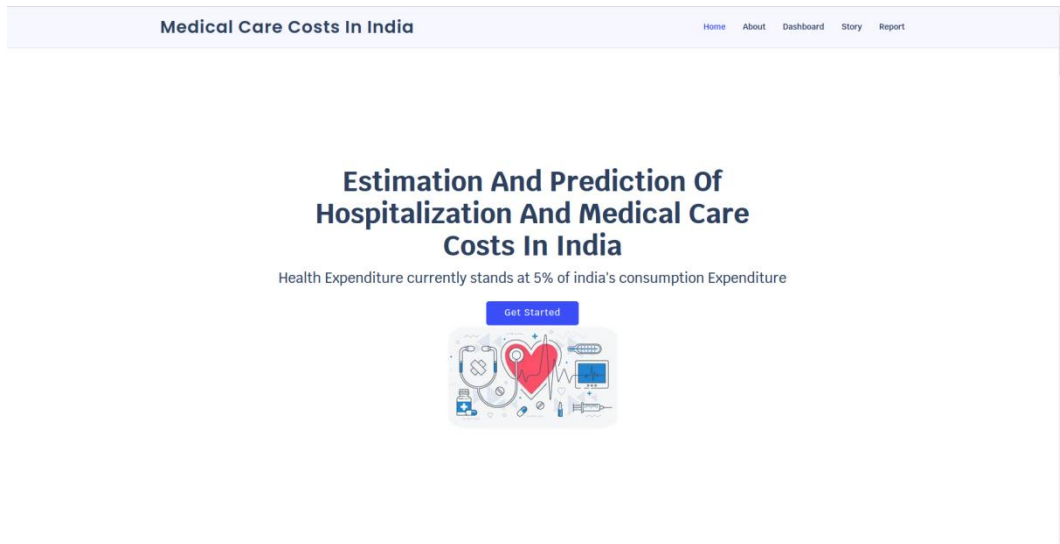 Medical Care Costs In India
Home About Dashboard Story Report
Estimation And Prediction Of
Hospitalization And Medical Care
Costs In India
Health Expenditure currently stands at 5% of india's consumption Expenditure
Get Started